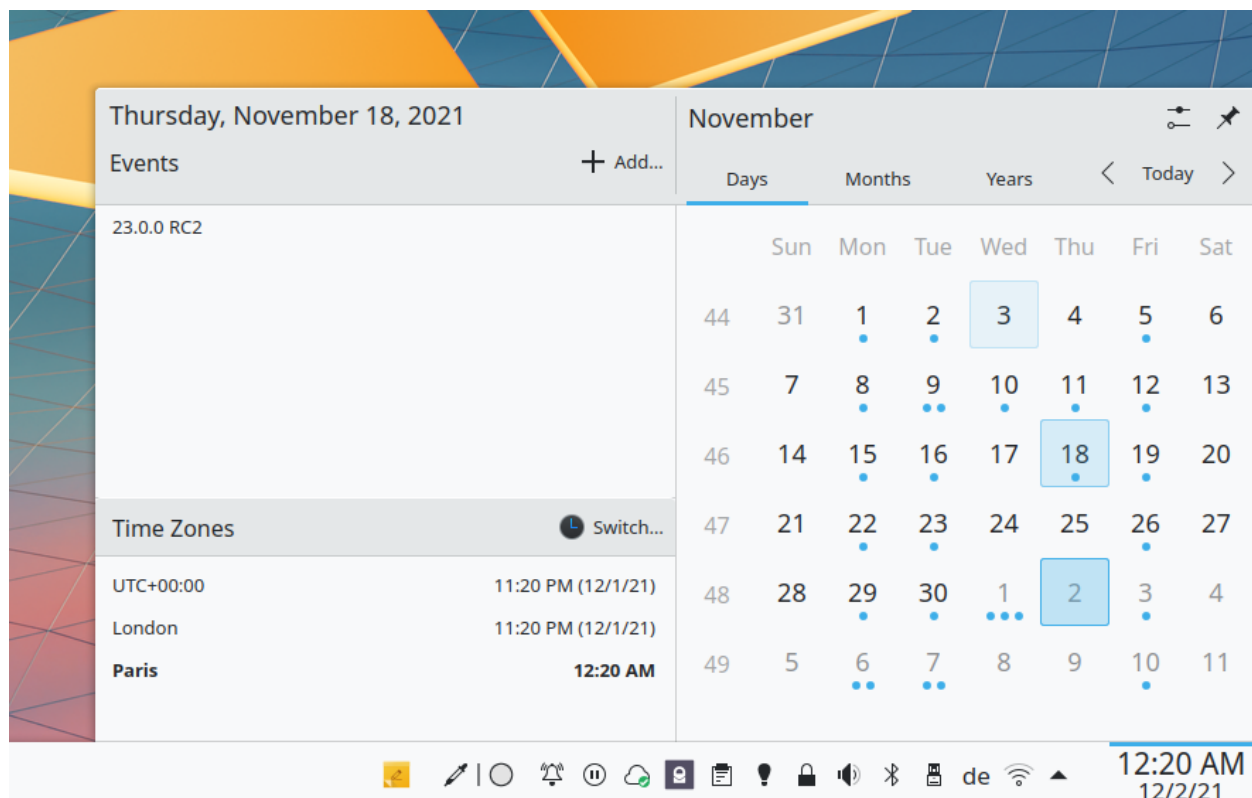 Thursday, November 18, 2021
Events
Add...
23.0.0 RC2
Time Zones
Switch...
UTC+00:00 11:20 PM (12/1/21)
London 11:20 PM (12/1/21)
Paris 12:20 AM
November
Days Months Years Today
Sun Mon Tue Wed Thu Fri Sat
44 31 1 2 3 4 5 6
45 7 8 9 10 11 12 13
46 14 15 16 17 18 19 20
47 21 22 23 24 25 26 27
48 28 29 30 1 2 3 4
49 5 6 7 8 9 10 11
de
12:20 AM
12/2/21